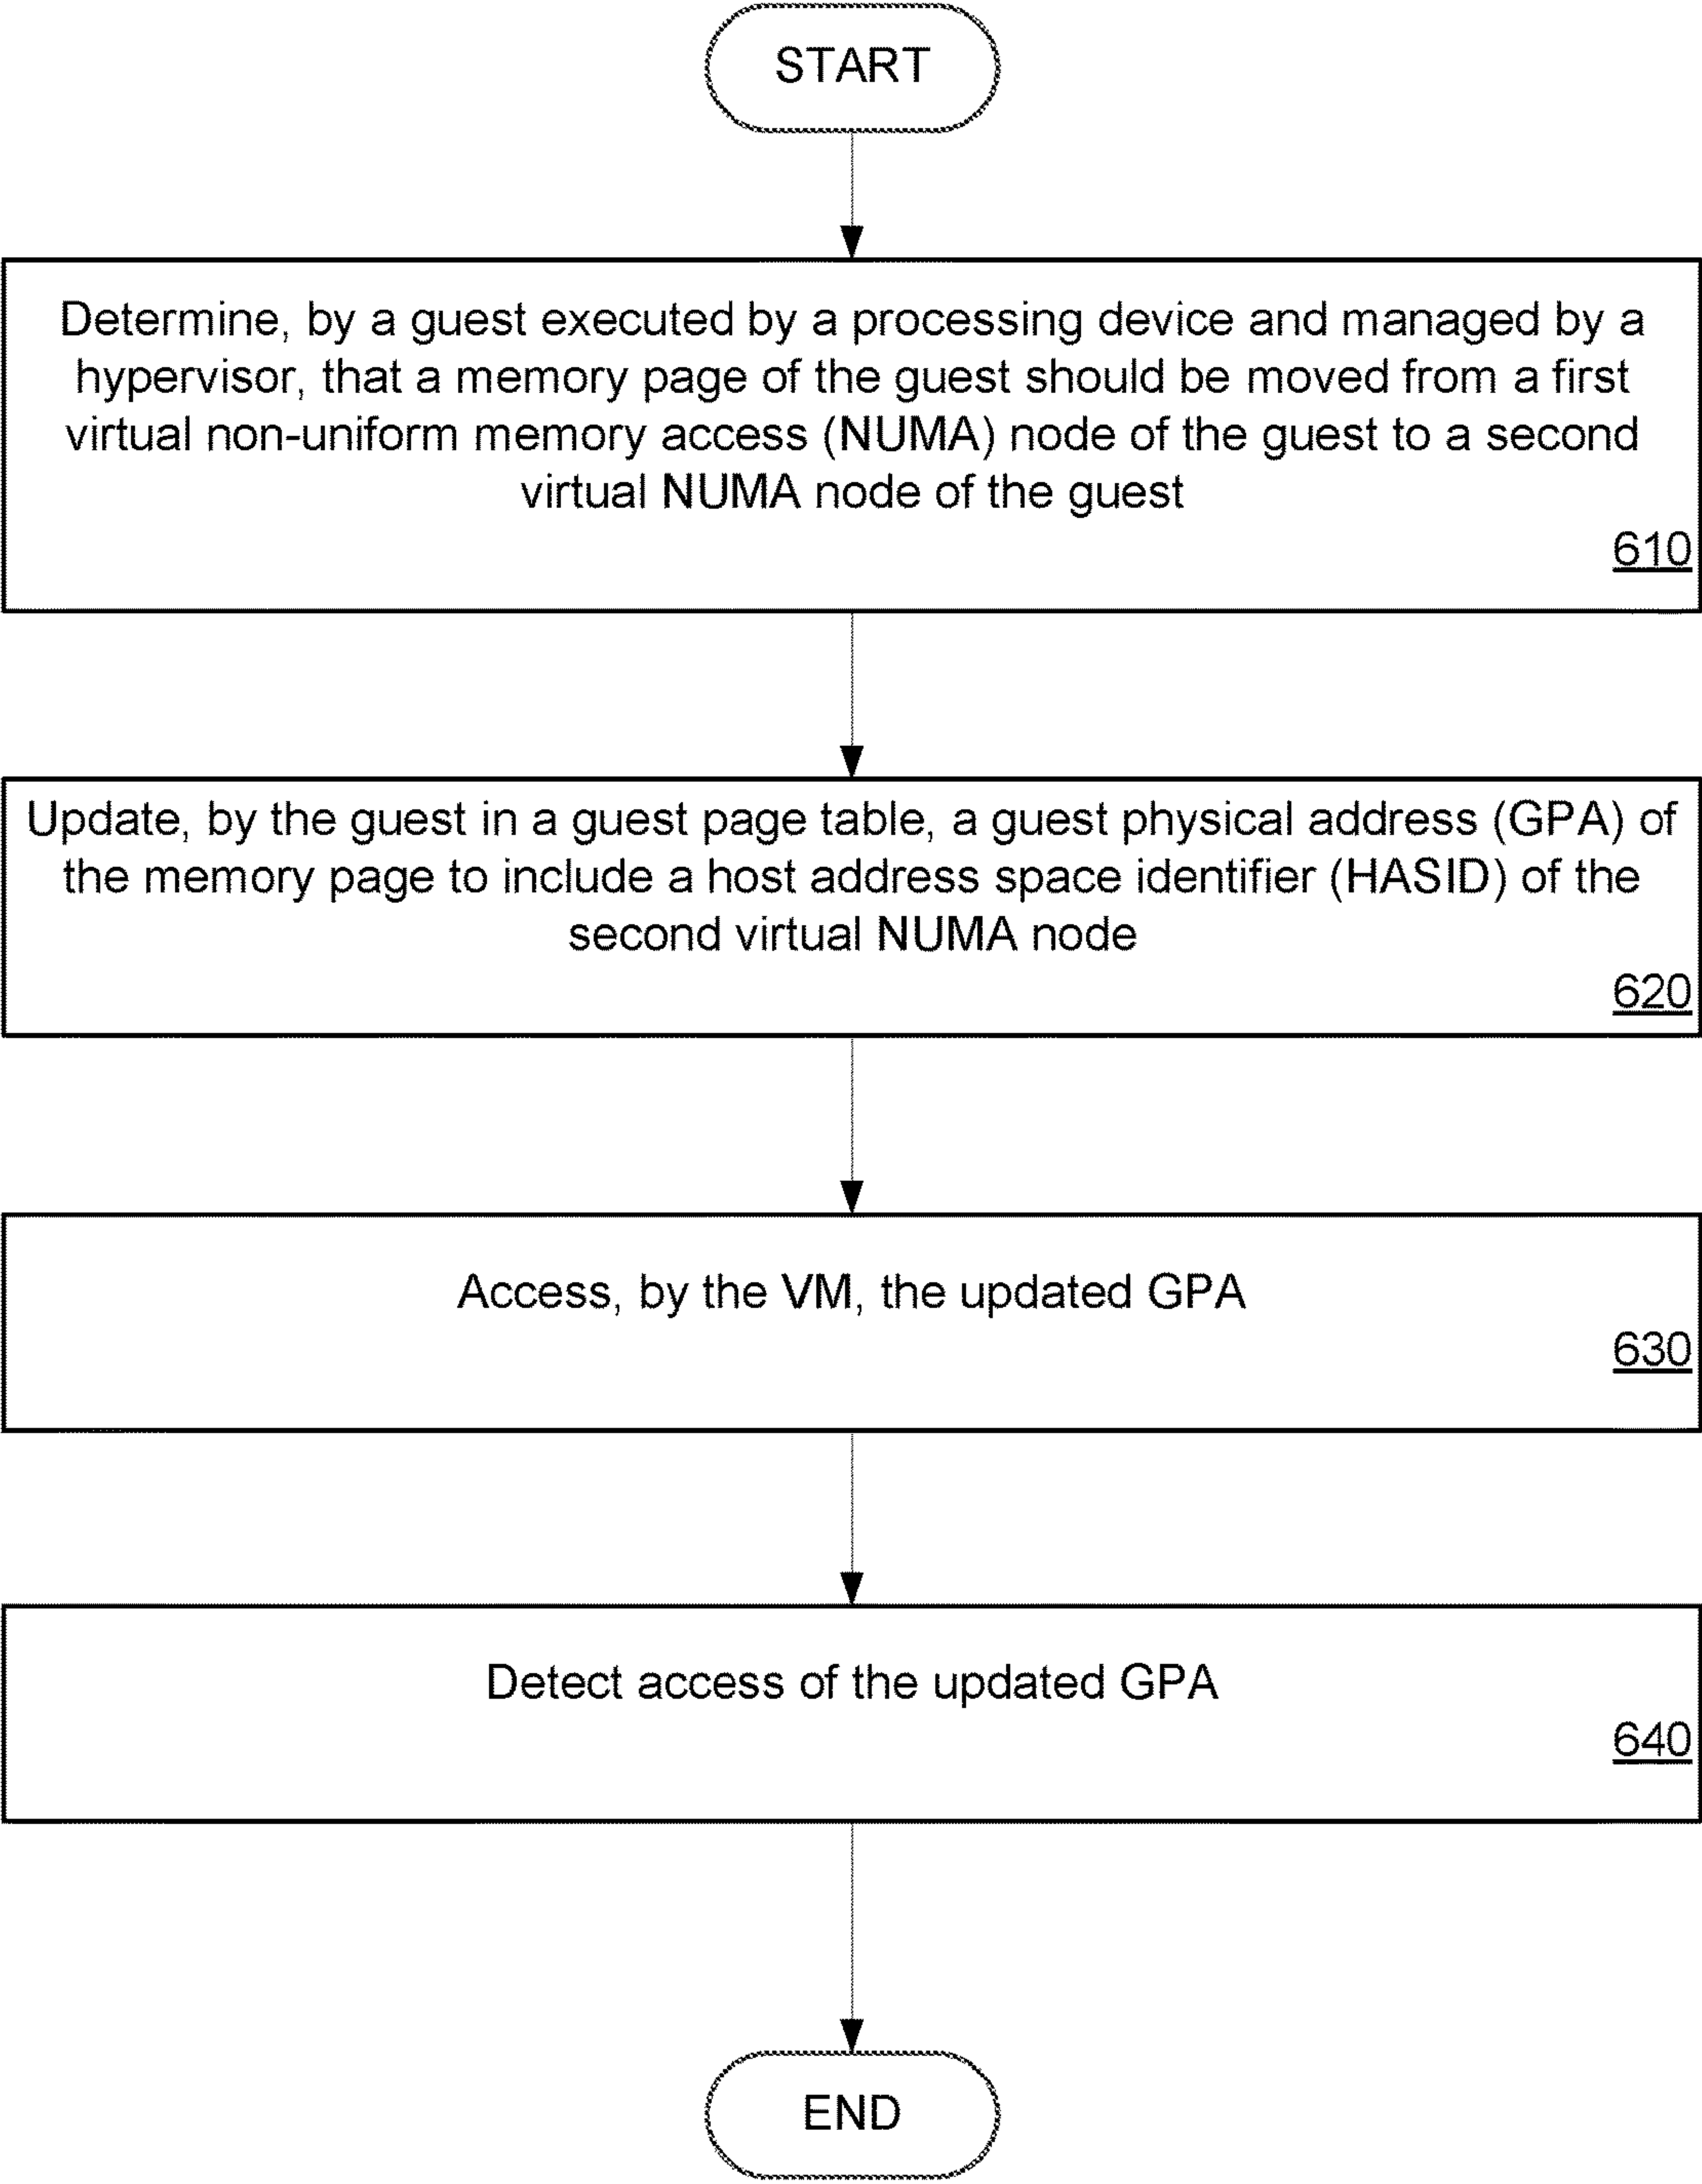 START
Determine, by a guest executed by a processing device and managed by a
hypervisor, that a memory page of the guest should be moved from a first
virtual non-uniform memory access (NUMA) node of the guest to a second
virtual NUMA node of the guest
610
Update, by the guest in a guest page table, a guest physical address (GPA) of
the memory page to include a host address space identifier (HASID) of the
second virtual NUMA node
620
Access, by the VM, the updated GPA
630
Detect access of the updated GPA
640
END